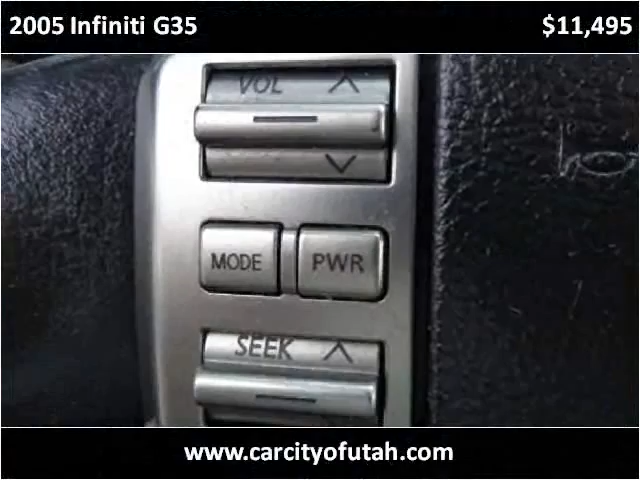 2005 Infiniti G35 $11,495
VOL
MODE PWR
SEEK
www.carcityofutah.com